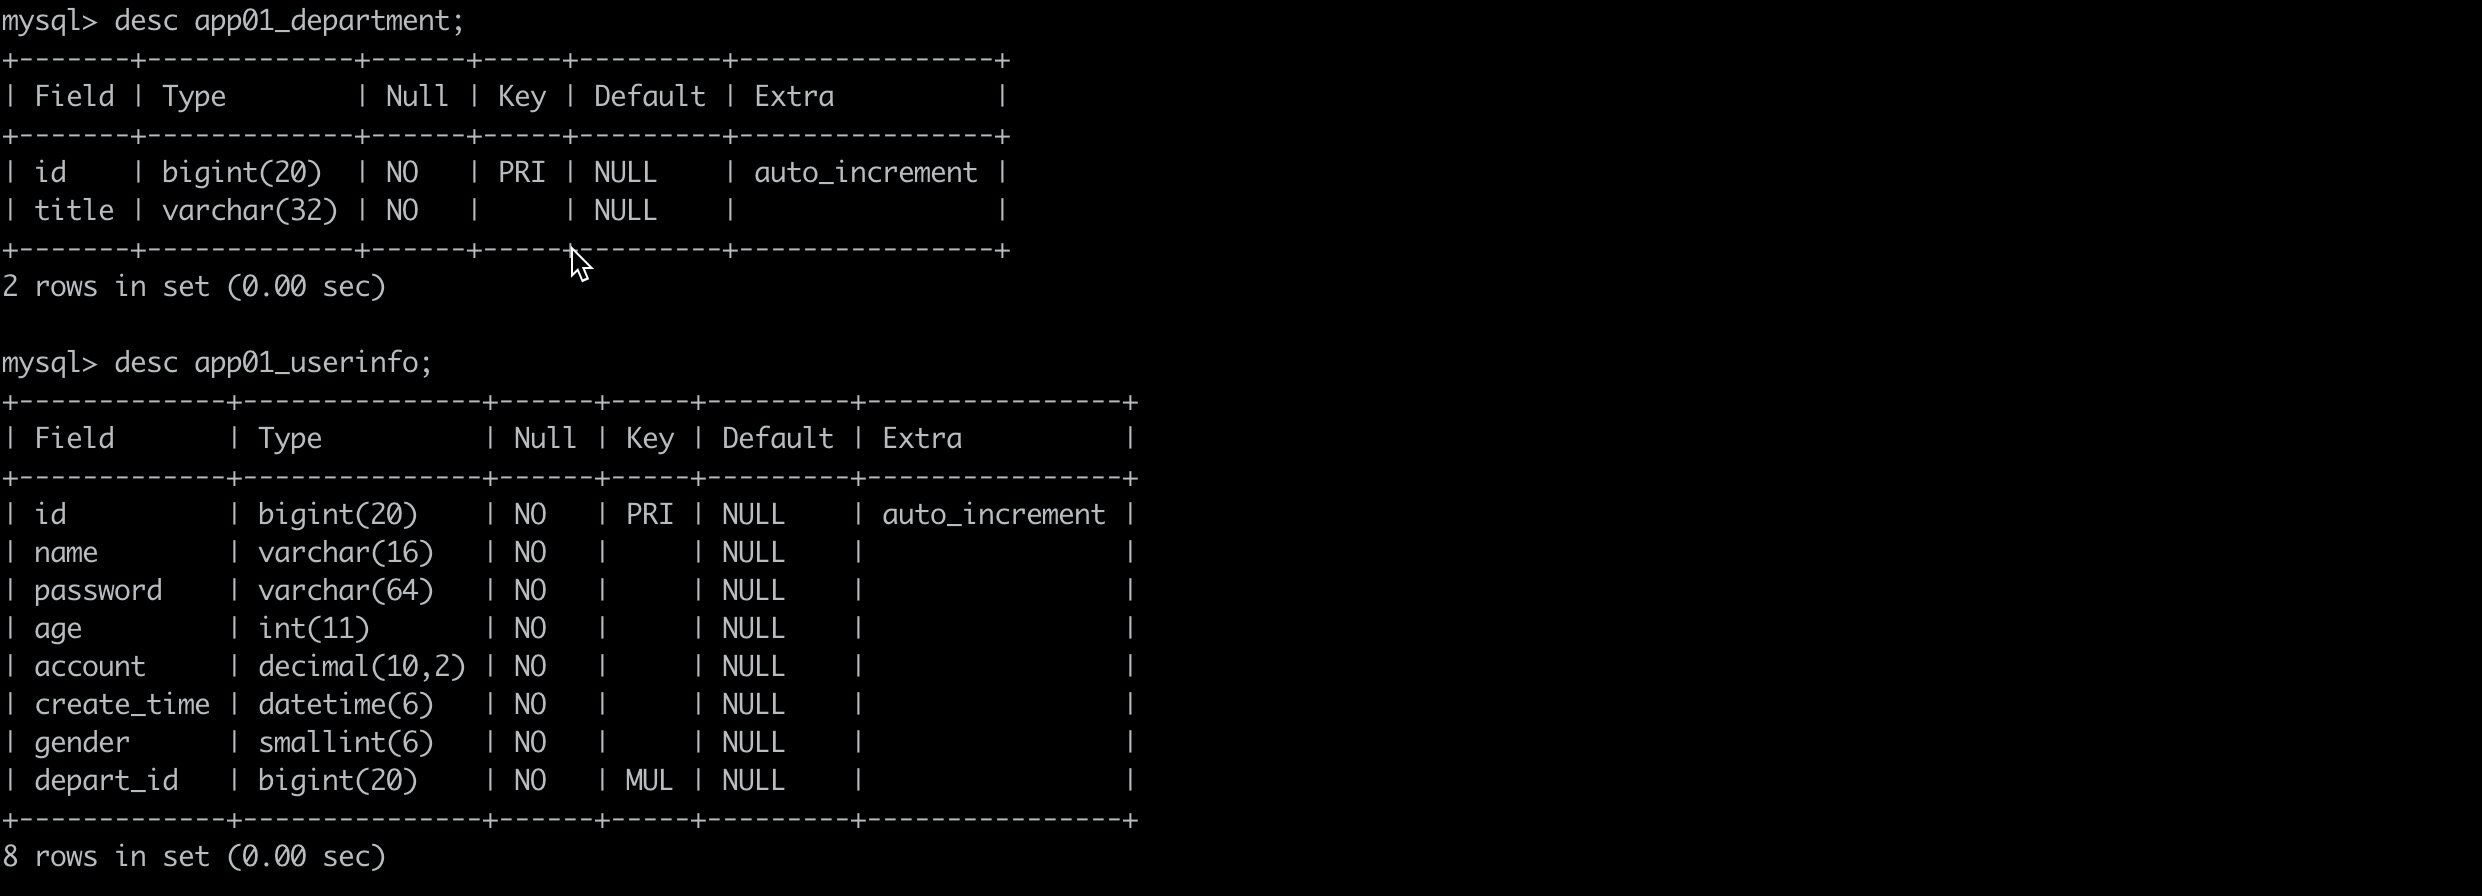 mysql> desc app01_department;
+-------+-------------+------+-----+---------+----------------+
| Field | Type        | Null | Key | Default | Extra          |
+-------+-------------+------+-----+---------+----------------+
| id    | bigint(20)  | NO   | PRI | NULL    | auto_increment |
| title | varchar(32) | NO   |     | NULL    |                |
+-------+-------------+------+-----+---------+----------------+
2 rows in set (0.00 sec)

mysql> desc app01_userinfo;
+-------------+---------------+------+-----+---------+----------------+
| Field       | Type          | Null | Key | Default | Extra          |
+-------------+---------------+------+-----+---------+----------------+
| id          | bigint(20)    | NO   | PRI | NULL    | auto_increment |
| name        | varchar(16)   | NO   |     | NULL    |                |
| password    | varchar(64)   | NO   |     | NULL    |                |
| age         | int(11)       | NO   |     | NULL    |                |
| account     | decimal(10,2) | NO   |     | NULL    |                |
| create_time | datetime(6)   | NO   |     | NULL    |                |
| gender      | smallint(6)   | NO   |     | NULL    |                |
| depart_id   | bigint(20)    | NO   | MUL | NULL    |                |
+-------------+---------------+------+-----+---------+----------------+
8 rows in set (0.00 sec)